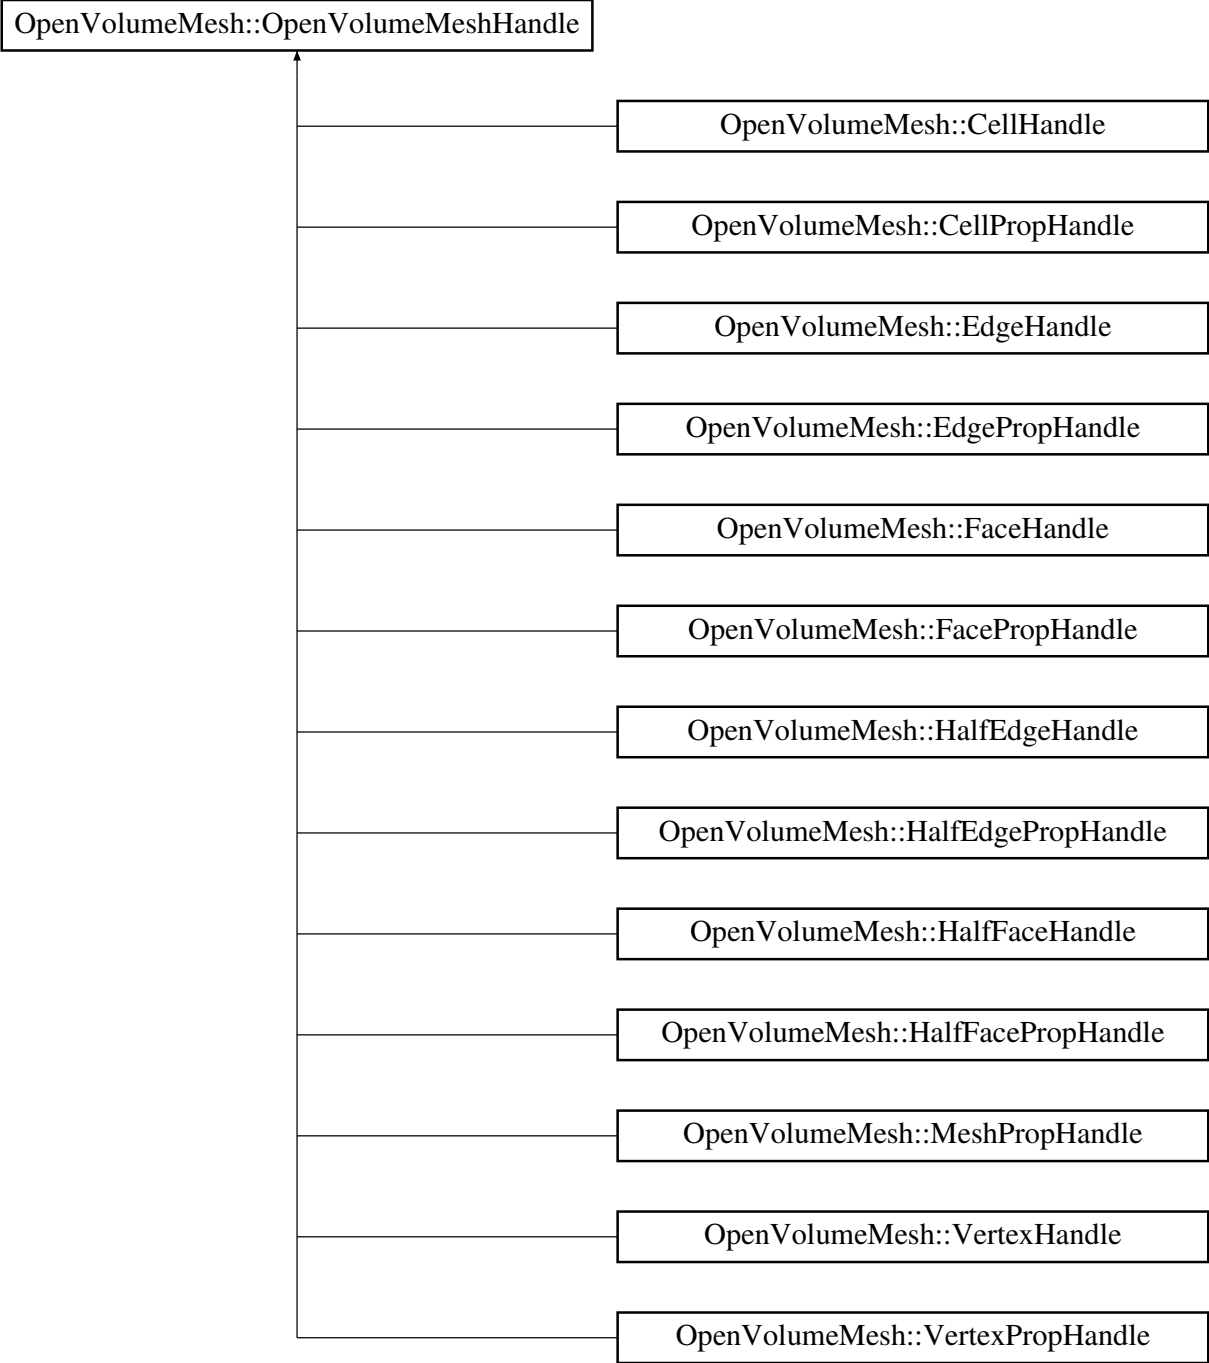 OpenVolumeMesh::OpenVolumeMeshHandle
OpenVolumeMesh::CellHandle
OpenVolumeMesh::CellPropHandle
OpenVolumeMesh::EdgeHandle
OpenVolumeMesh::EdgePropHandle
OpenVolumeMesh::FaceHandle
OpenVolumeMesh::FacePropHandle
OpenVolumeMesh::HalfEdgeHandle
OpenVolumeMesh::HalfEdgePropHandle
OpenVolumeMesh::HalfFaceHandle
OpenVolumeMesh::HalfFacePropHandle
OpenVolumeMesh::MeshPropHandle
OpenVolumeMesh::VertexHandle
OpenVolumeMesh::VertexPropHandle